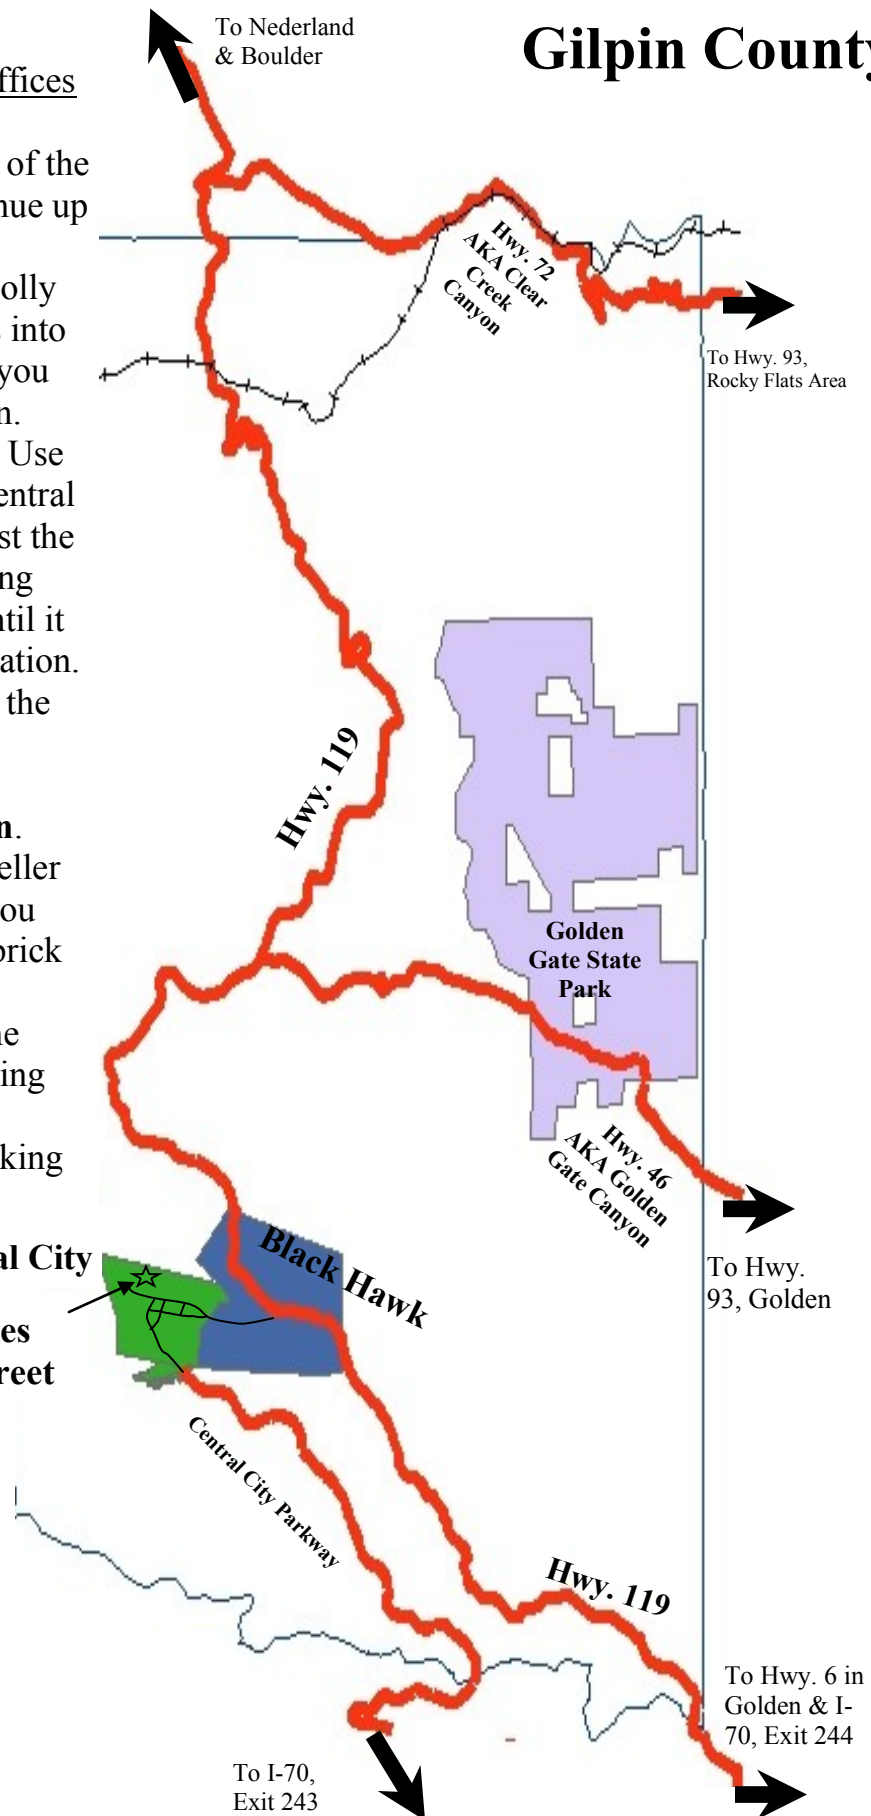 Gilpin County
To Nederland
& Boulder
ffices
of the
nue up
olly
into
you
n.
Use
entral
st the
ng
ntil it
ation.
the
n.
eller
ou
brick
ne
ing
king
al City
es
reet
Hwy. 72
AKA Clear
Creek
Canyon
To Hwy. 93,
Rocky Flats Area
Hwy. 119
Golden
Gate State
Park
Hwy. 46
AKA Golden
Gate Canyon
To Hwy.
93, Golden
Black Hawk
Central City Parkway
Hwy. 119
To Hwy. 6 in
Golden & I-
70, Exit 244
To I-70,
Exit 243